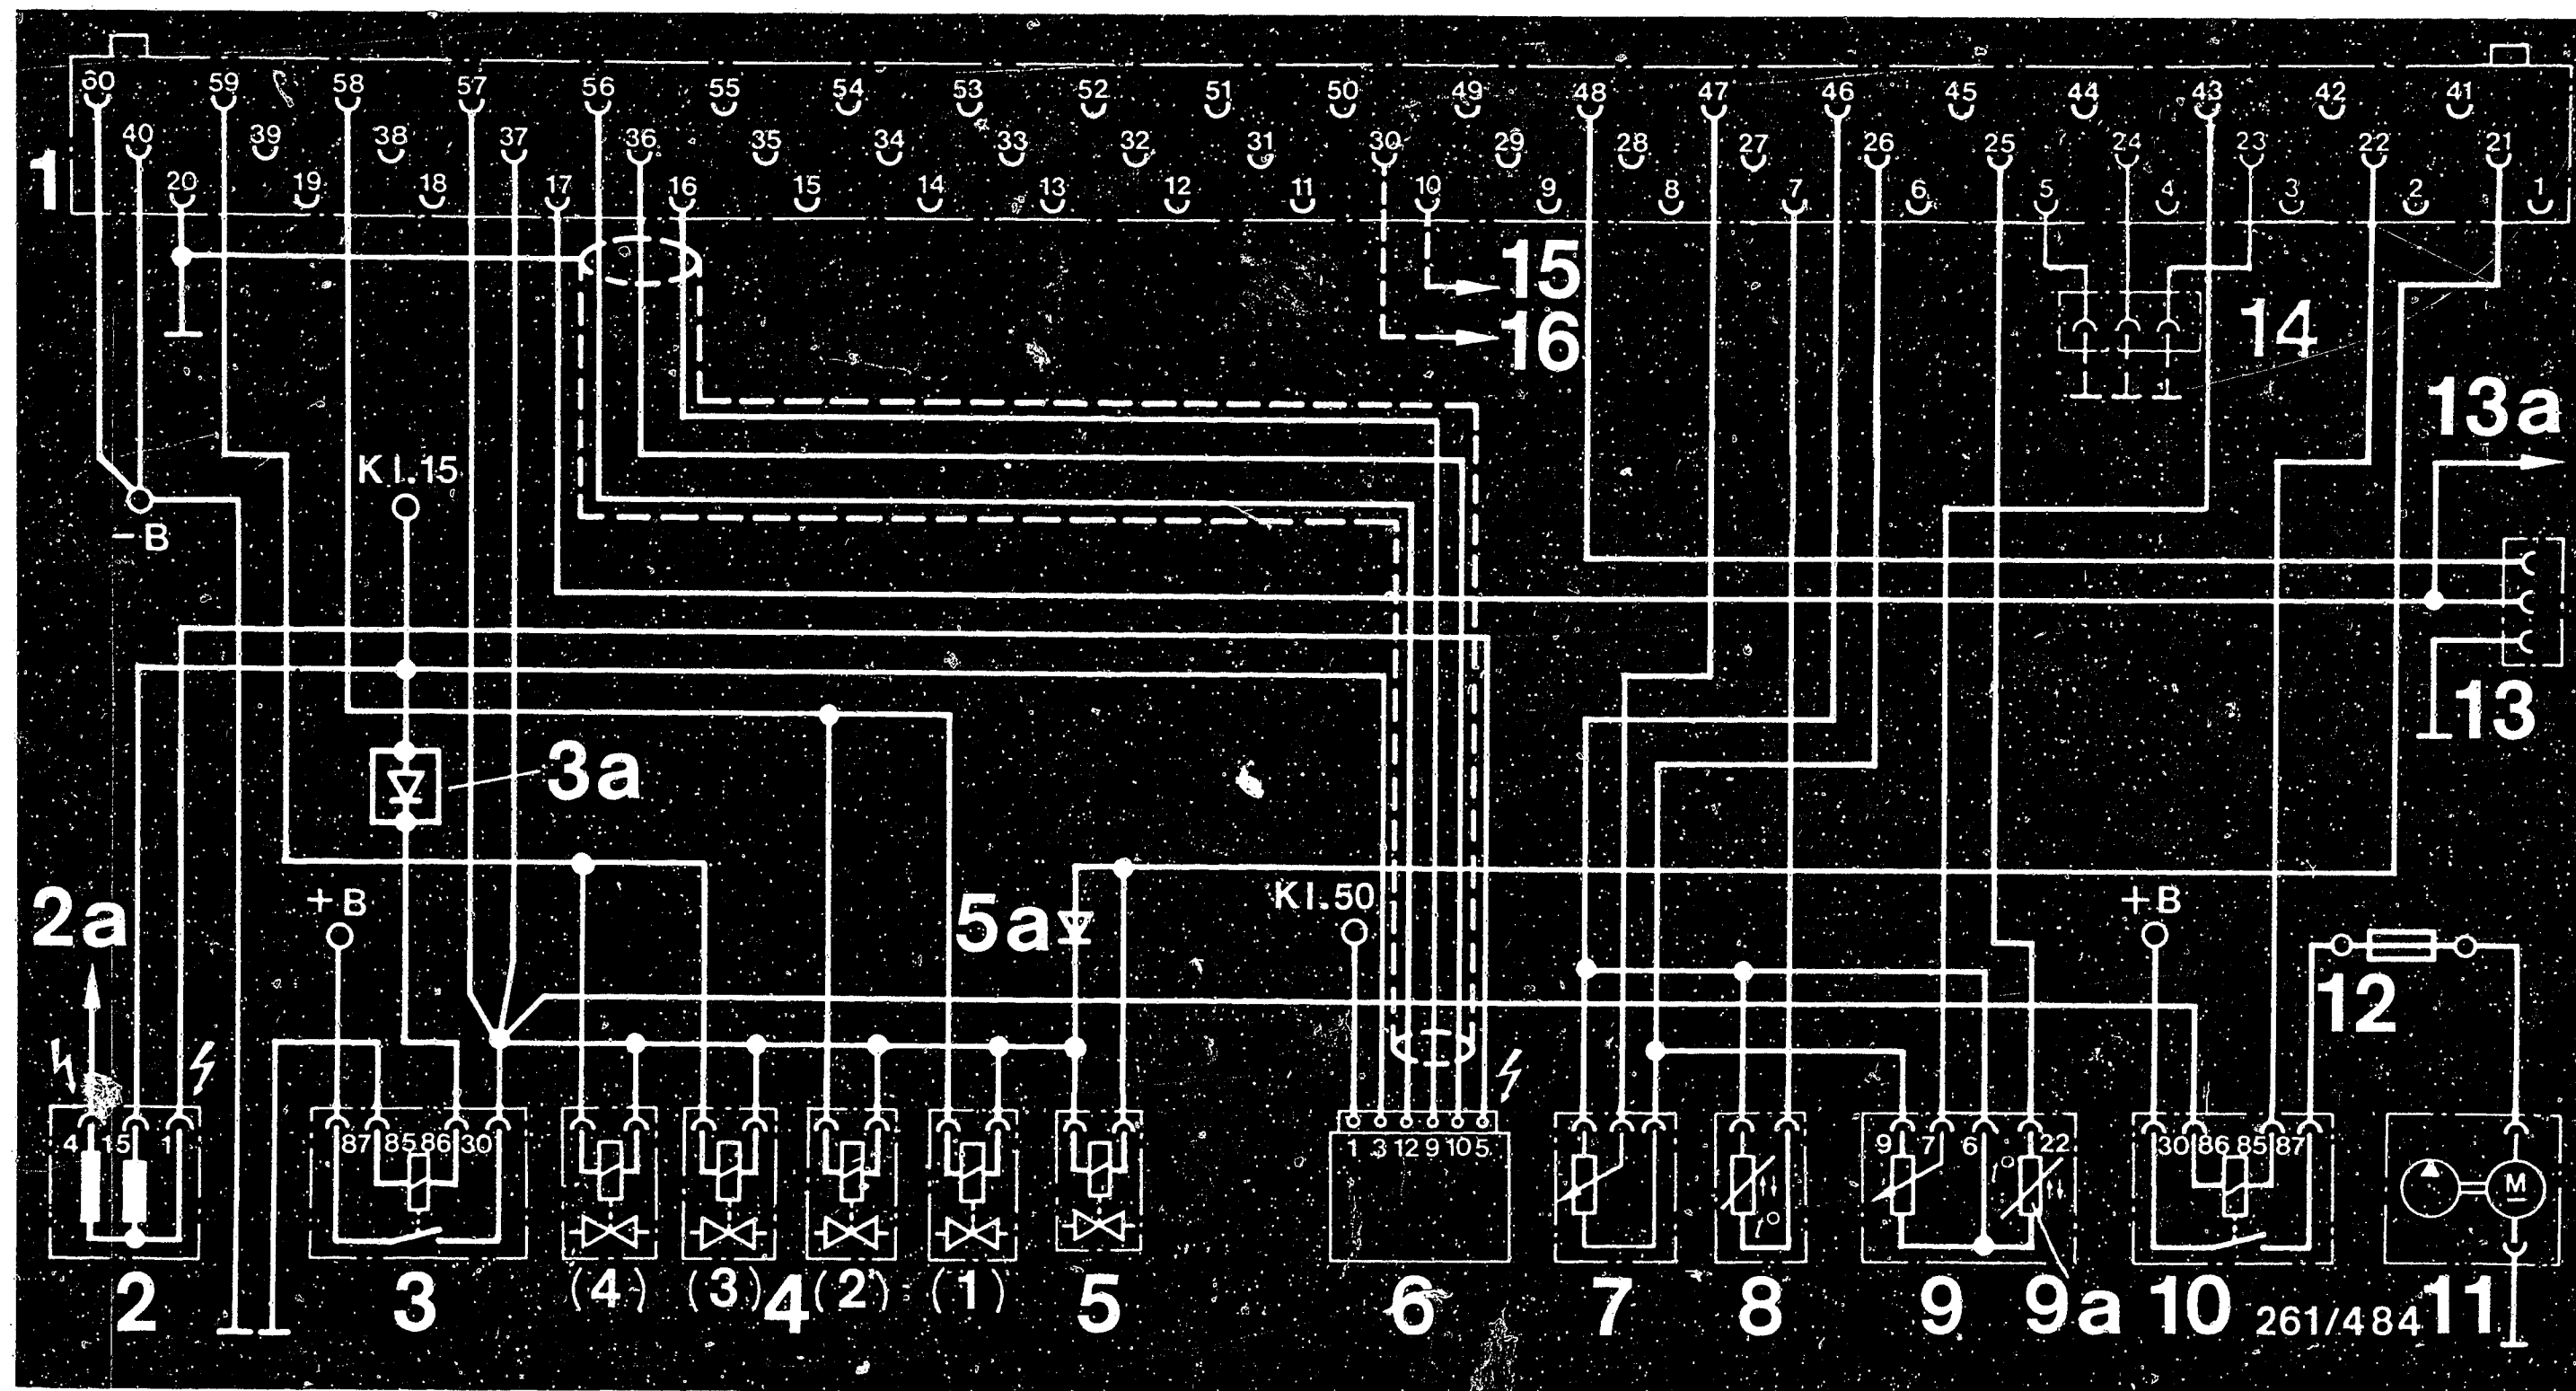 60 59 58 57 56 55 54 53 52 51 50 49 48 47 46 45 44 43 42 41
40 39 38 37 36 35 34 33 32 31 30 29 28 27 26 25 24 23 22 21
1 20 19 18 17 16 15 14 13 12 11 10 9 8 7 6 5 4 3 2 1
15
16
14
13a
Kl.15
-B
13
3a
2a
+B
5a
Kl.50
+B
12
4 15 1
87 85 86 30
1 3 12 9 10 5
t°
9 7 6 t° 22
30 86 85 87
M
2 3 (4) (3) 4 (2) (1) 5 6 7 8 9 9a 10 261/484 11